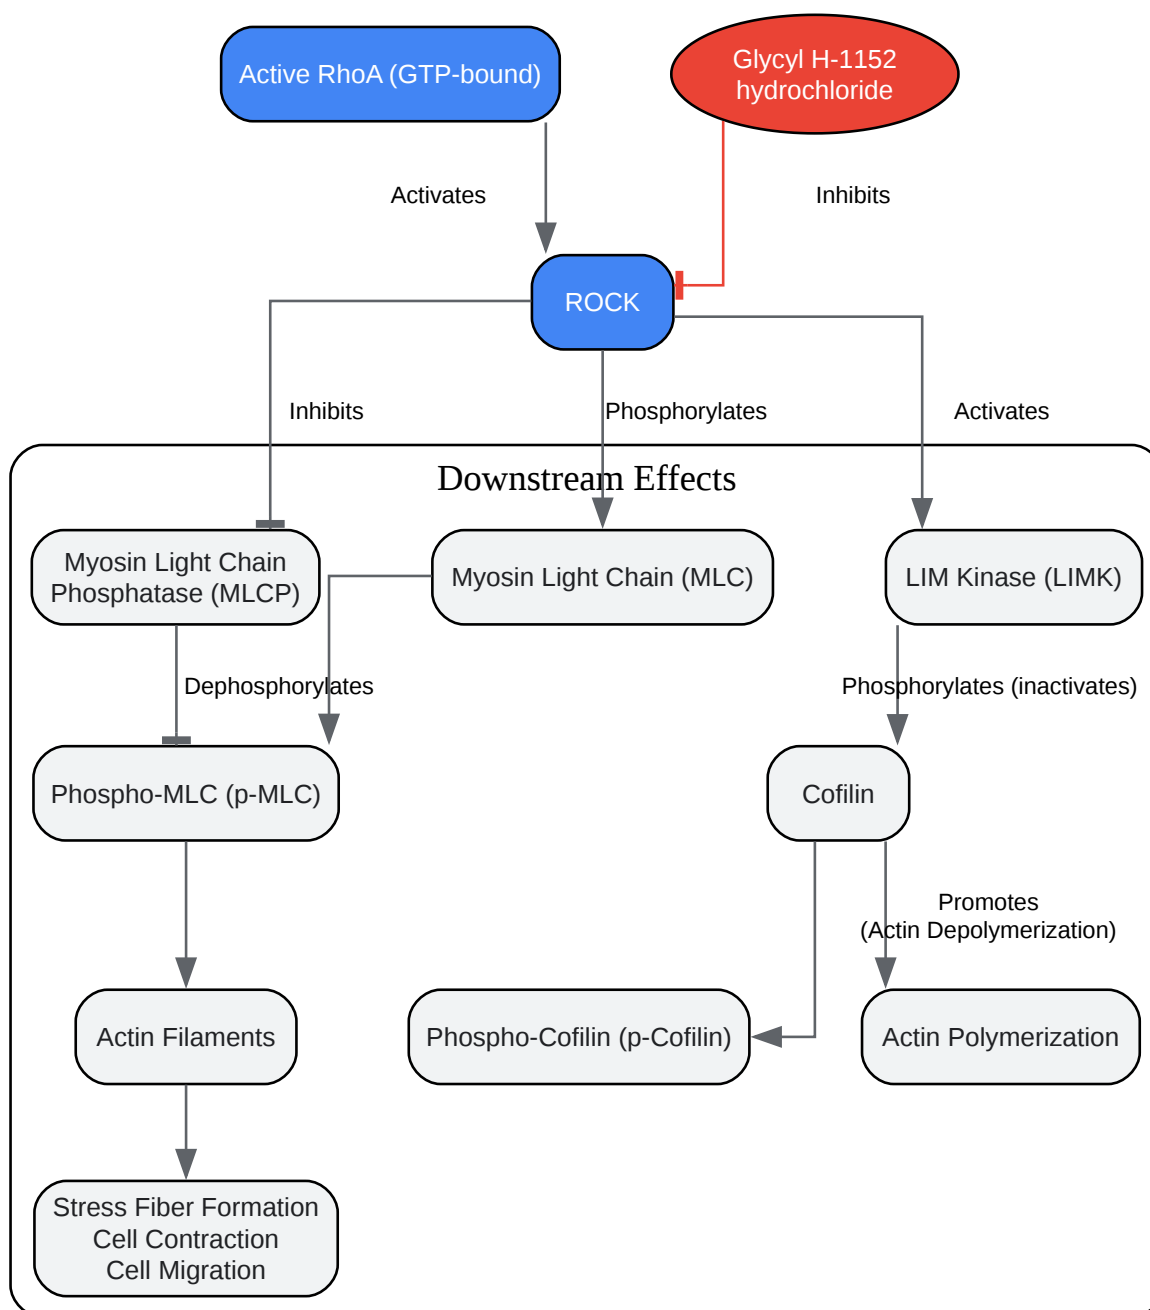 Active RhoA (GTP-bound)
Glycyl H-1152
hydrochloride
Activates
Inhibits
ROCK
Inhibits
Phosphorylates
Activates
Downstream Effects
Myosin Light Chain
Phosphatase (MLCP)
Myosin Light Chain (MLC)
LIM Kinase (LIMK)
Dephosphorylates
Phosphorylates (inactivates)
Phospho-MLC (p-MLC)
Cofilin
Promotes
(Actin Depolymerization)
Actin Filaments
Phospho-Cofilin (p-Cofilin)
Actin Polymerization
Stress Fiber Formation
Cell Contraction
Cell Migration